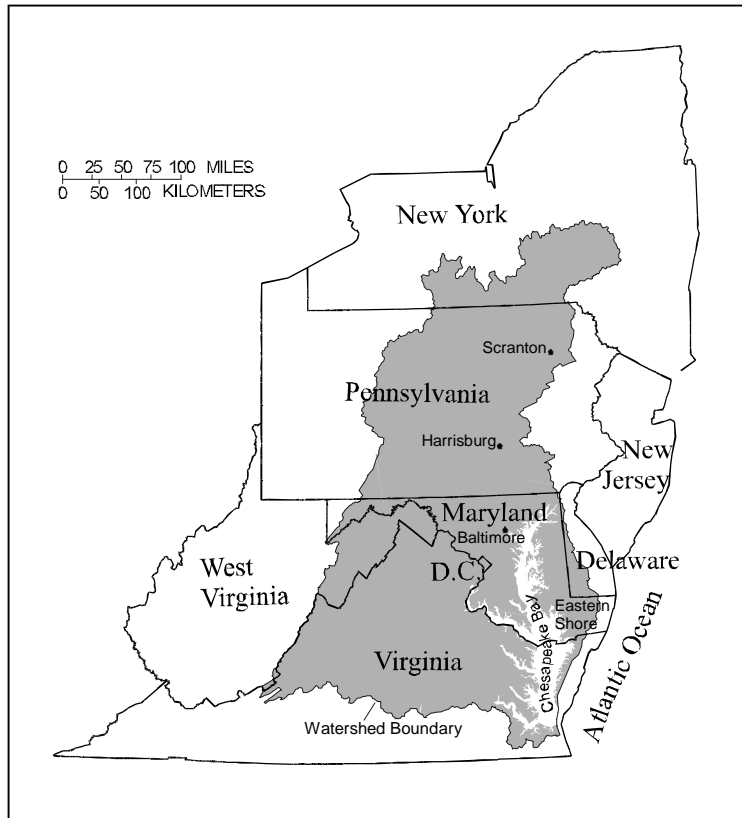 0 25 50 75 100 MILES
0 50 100 KILOMETERS
New York
Scranton
Pennsylvania
Harrisburg
New
Jersey
Maryland
Baltimore
West
Virginia
D.C.
Delaware
Eastern
Shore
Chesapeake Bay
Virginia
Atlantic Ocean
Watershed Boundary